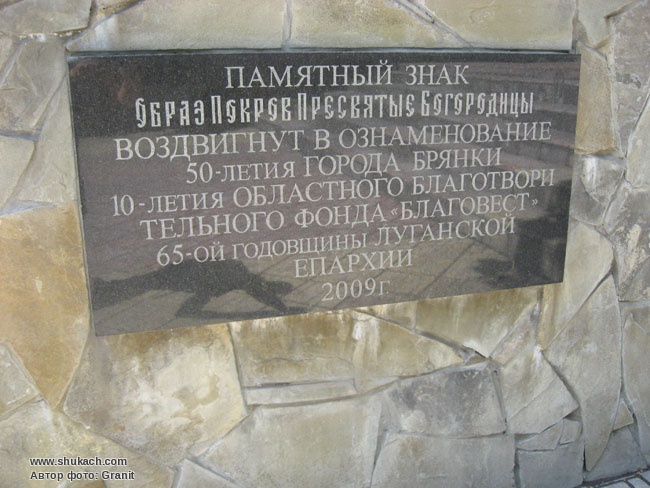 ПАМЯТНЫЙ ЗНАК
ОБРАЗ ПОКРОВ ПРЕСВЯТЫЕ БОГОРОДИЦЫ
ВОЗДВИГНУТ В ОЗНАМЕНОВАНИЕ
50-ЛЕТИЯ ГОРОДА БРЯНКИ
10-ЛЕТИЯ ОБЛАСТНОГО БЛАГОТВОРИ
ТЕЛЬНОГО ФОНДА «БЛАГОВЕСТ»
65-ОЙ ГОДОВЩИНЫ ЛУГАНСКОЙ
ЕПАРХИИ
2009г.
www.shukach.com
Автор фото: Granit